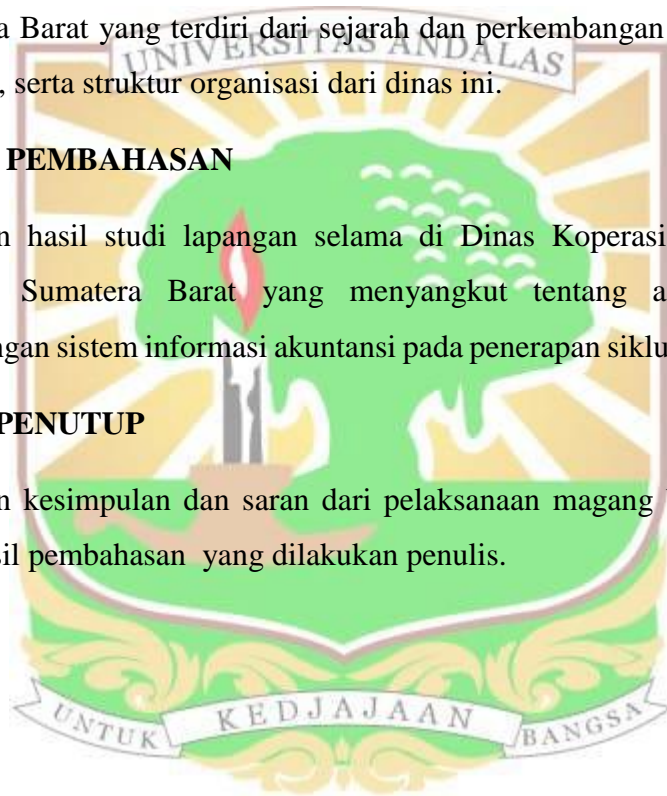 a Barat yang terdiri dari sejarah dan perkembangan
UNIVERSITAS ANDALAS
, serta struktur organisasi dari dinas ini.
PEMBAHASAN
n hasil studi lapangan selama di Dinas Koperasi
Sumatera Barat yang menyangkut tentang a
ngan sistem informasi akuntansi pada penerapan siklu
PENUTUP
n kesimpulan dan saran dari pelaksanaan magang
sil pembahasan yang dilakukan penulis.
UNTUK KEDJAJAAN BANGSA